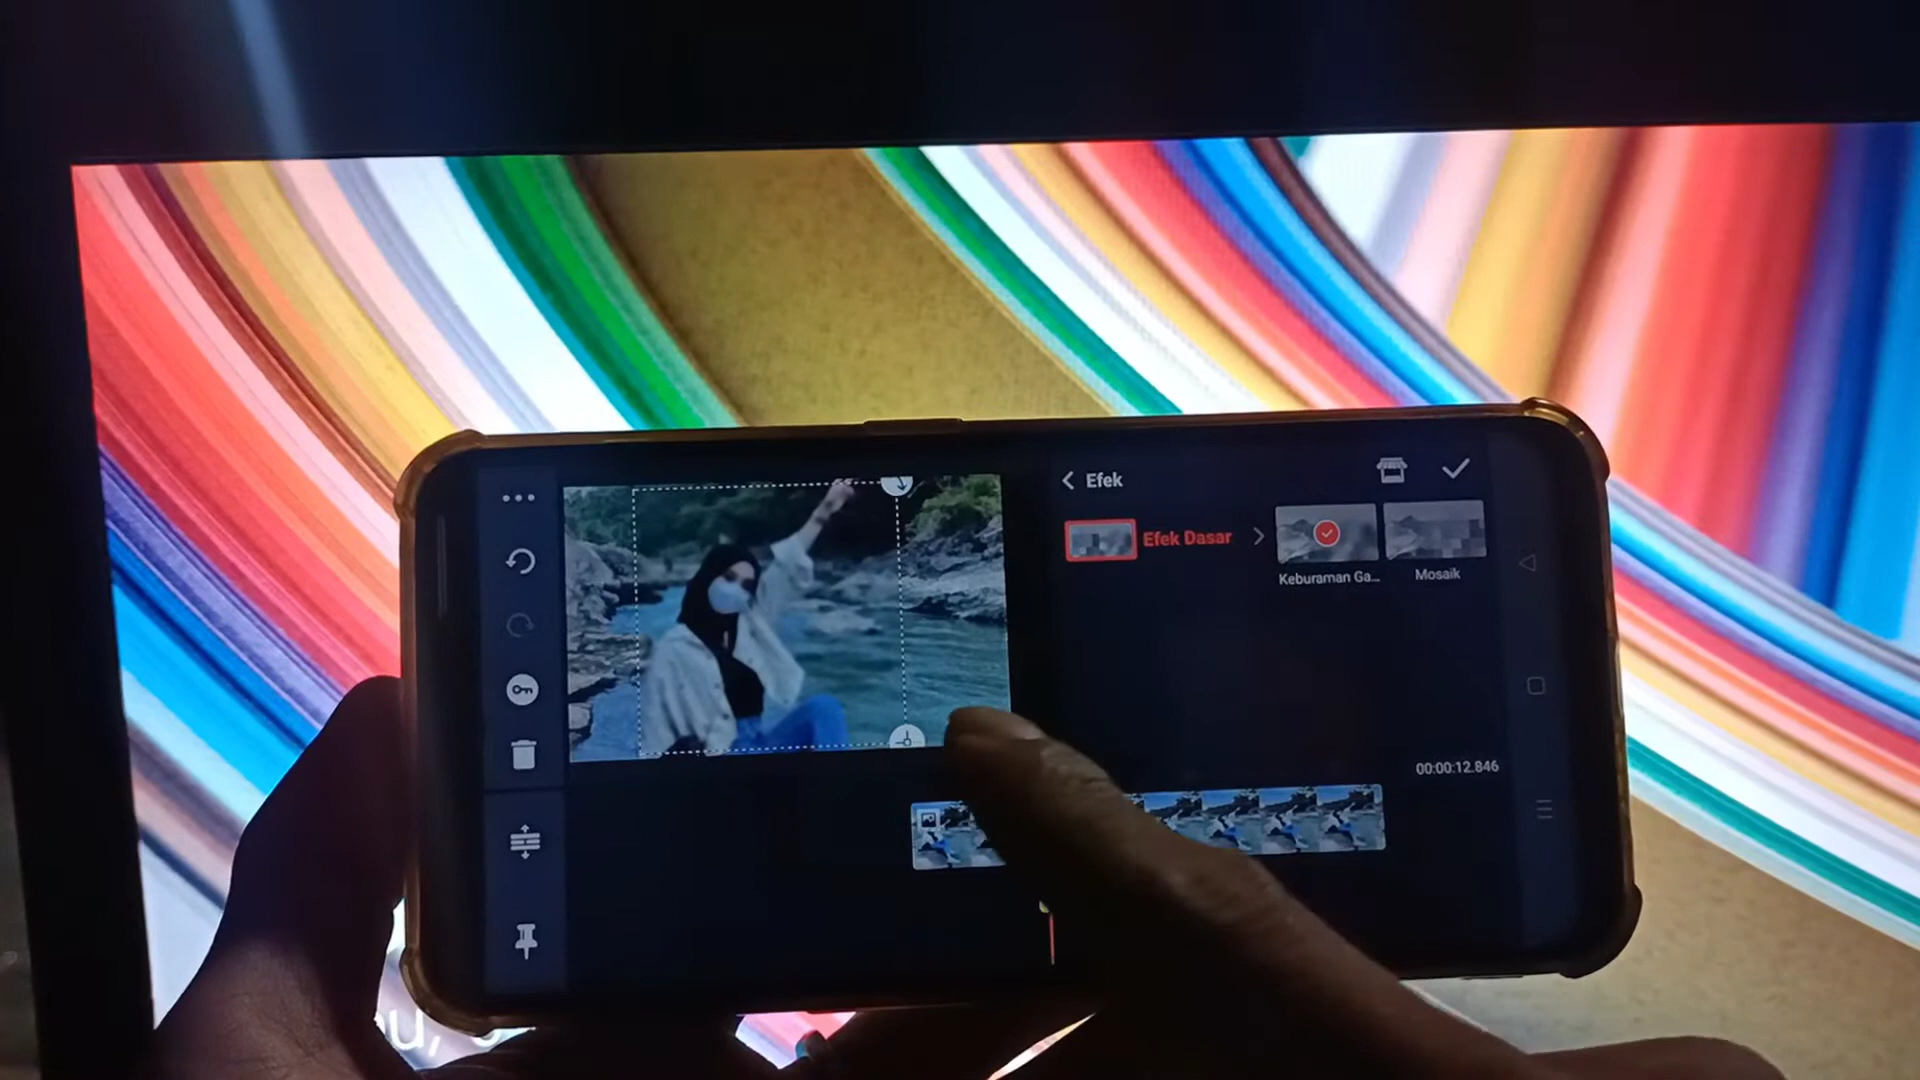 Efek
Efek Dasar
Keburaman Ga...
Mosaik
00:00:12.846